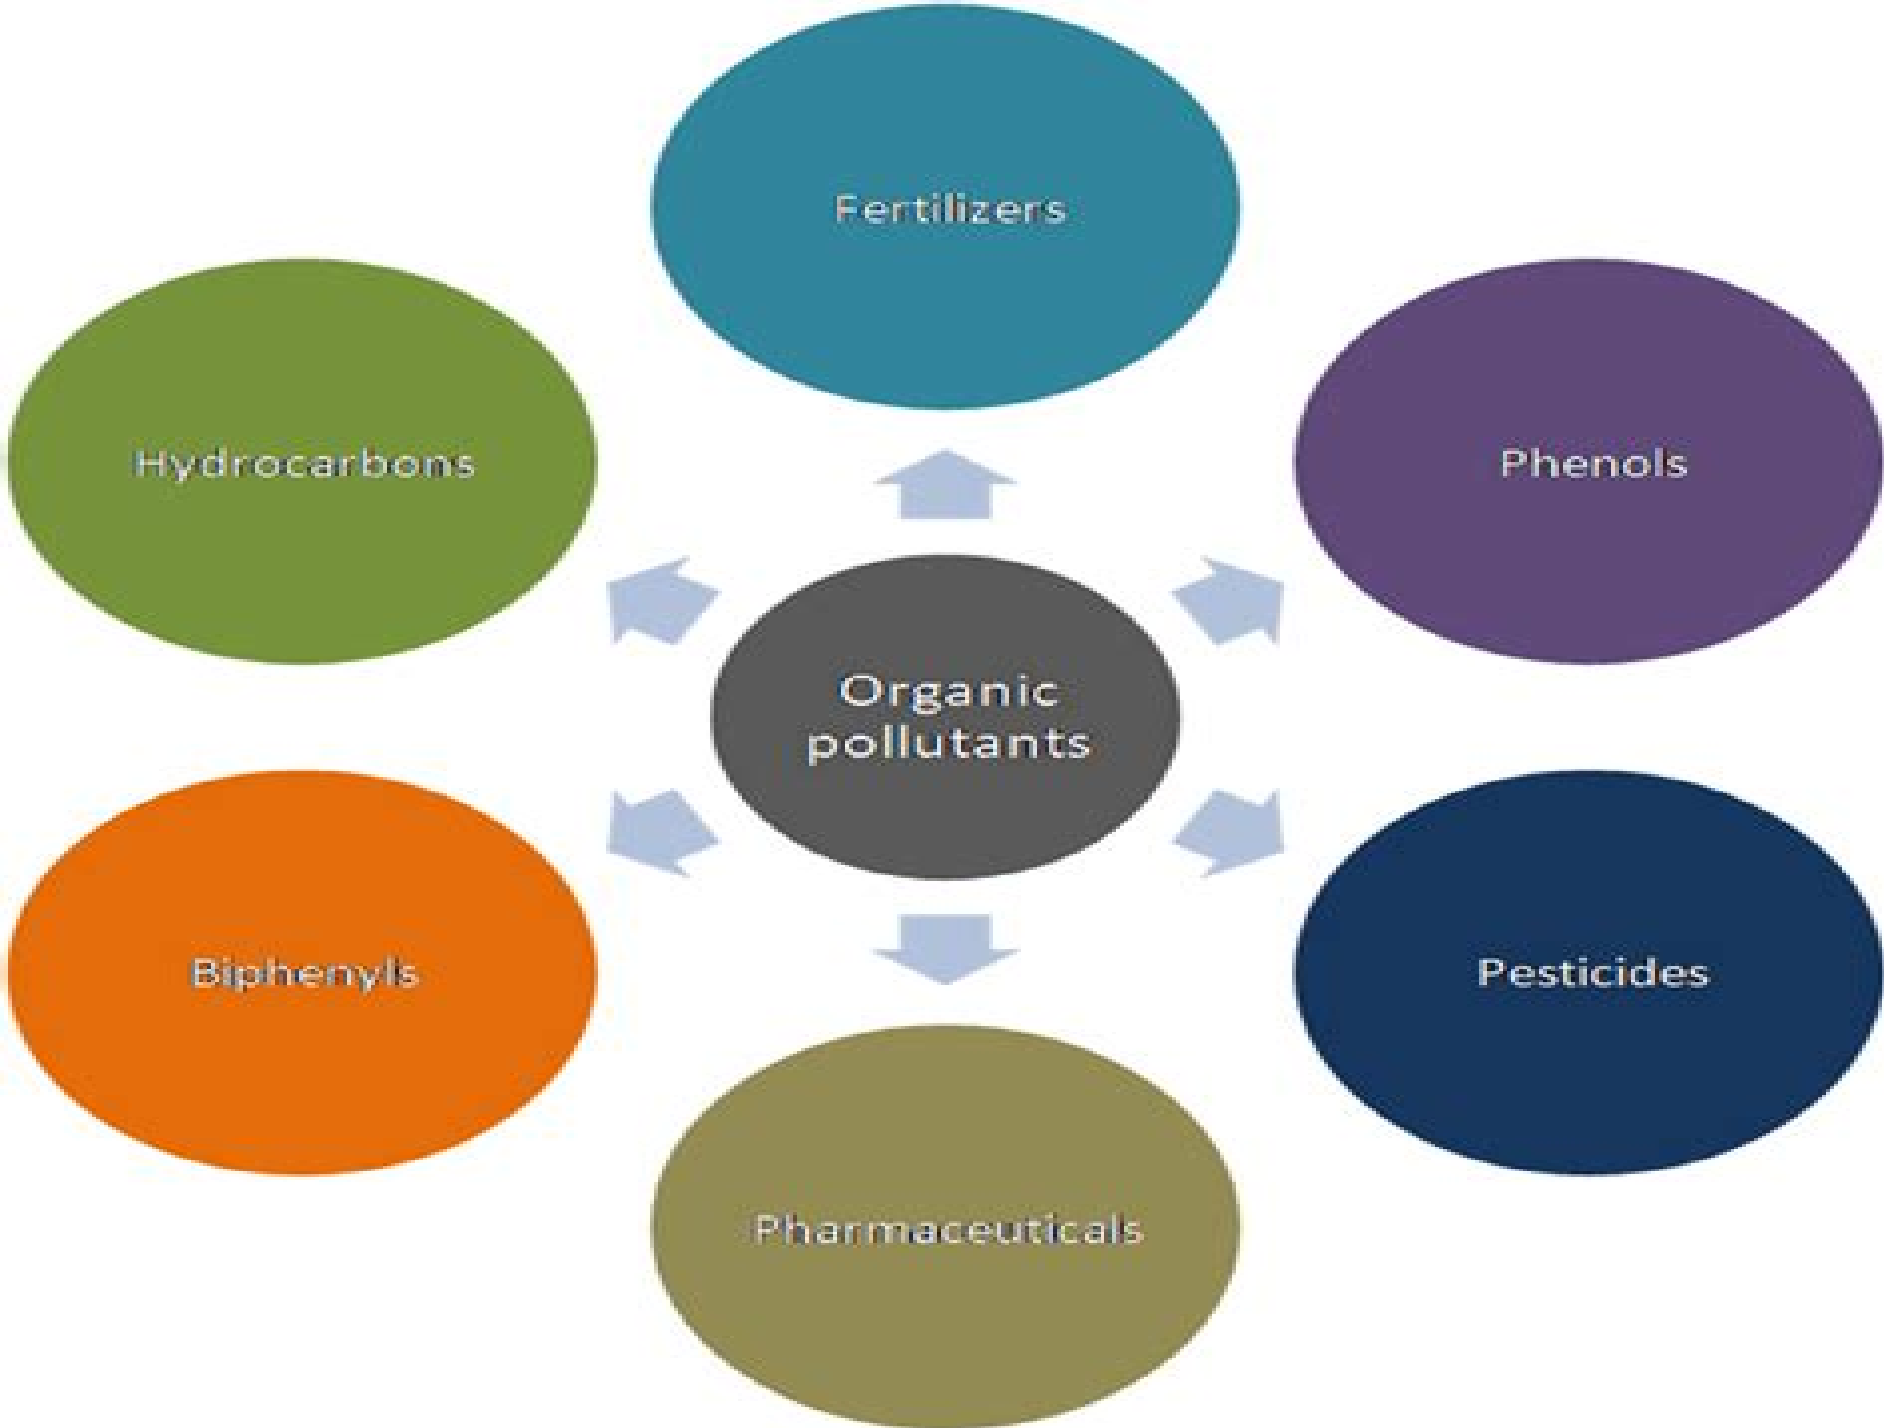 Fertilizers
Hydrocarbons
Phenols
Organic
pollutants
Biphenyls
Pesticides
Pharmaceuticals